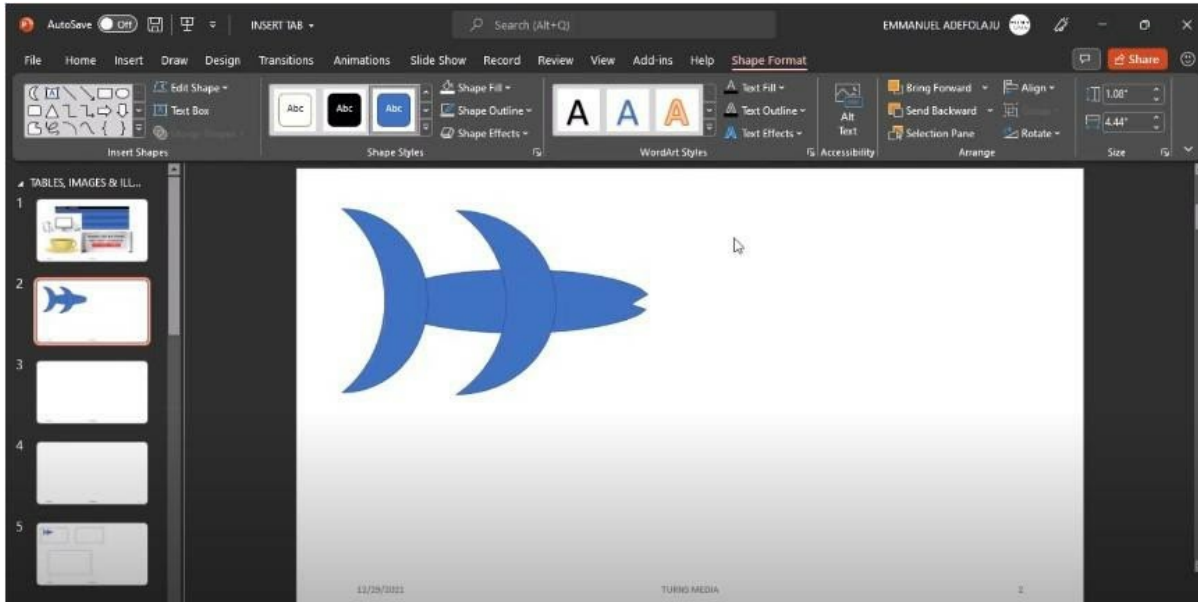 AutoSave Off INSERT TAB Search (Alt+Q) EMMANUEL ADEFOLAJU
File Home Insert Draw Design Transitions Animations Slide Show Record Review View Add-ins Help Shape Format Share
Edit Shape
Text Box
Insert Shapes
Abc Abc Abc
Shape Fill
Shape Outline
Shape Effects
Shape Styles
A A A
Text Fill
Text Outline
Text Effects
WordArt Styles
Alt
Text
Accessibility
Bring Forward
Send Backward
Selection Pane
Align
Rotate
Arrange
1.08"
4.44"
Size
TABLES, IMAGES & ILL...
1
2
3
4
5
TURNS MEDIA 2